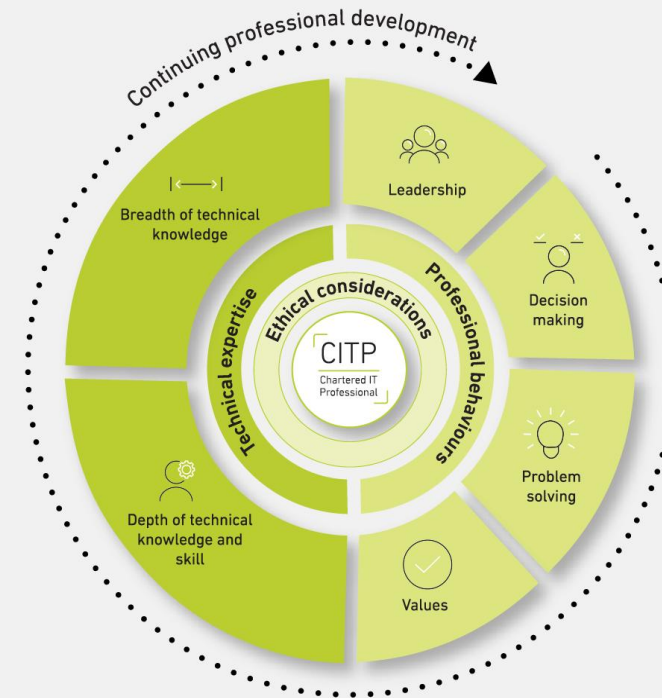 Continuing professional development
Leadership
Breadth of technical
knowledge
Decision
making
Technical expertise
Ethical considerations
Professional behaviours
CITP
Chartered IT
Professional
Problem
solving
Depth of technical
knowledge and
skill
Values